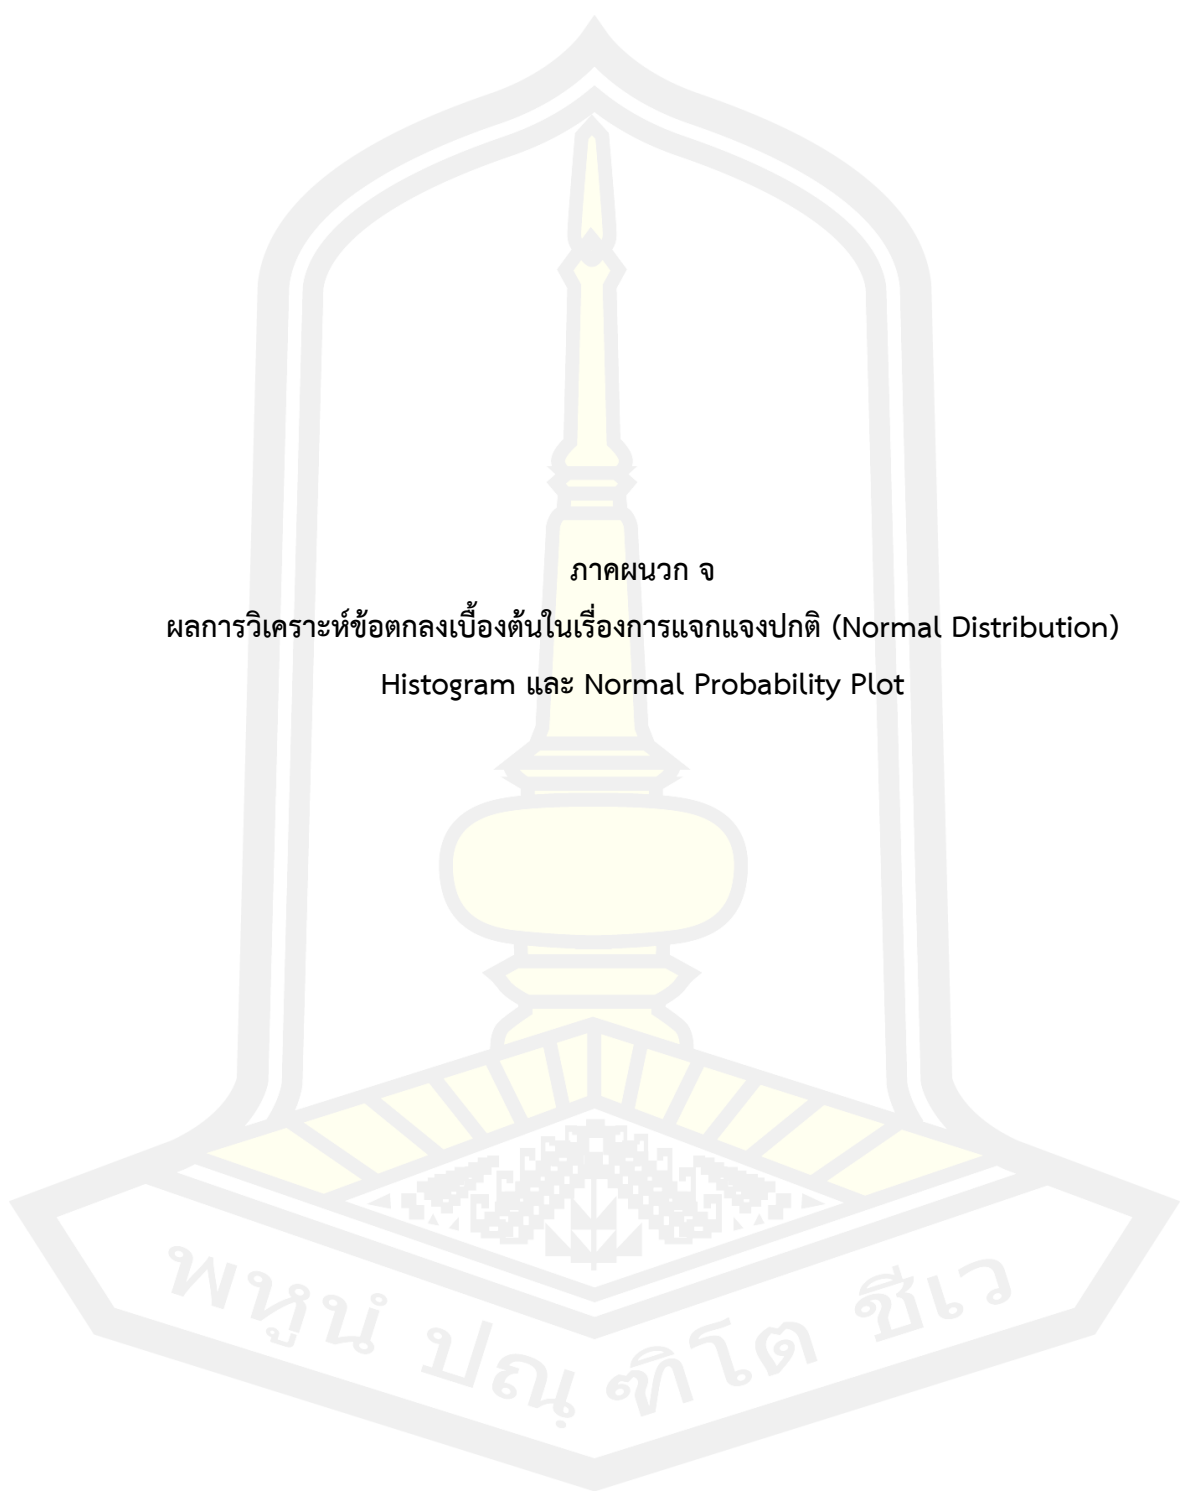 ภาคผนวก จ
ผลการวิเคราะห์ข้อตกลงเบื้องต้นในเรื่องการแจกแจงปกติ (Normal Distribution)
Histogram และ Normal Probability Plot
พหูนํ ปณฺฑิโต ชีเว